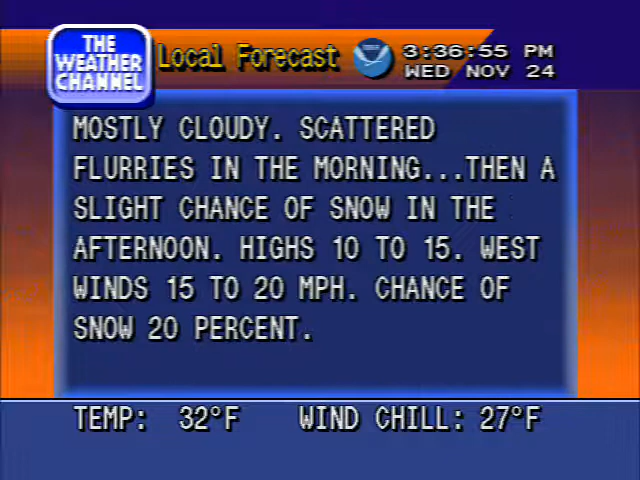 THE
WEATHER
CHANNEL
Local Forecast
3:36:55 PM
WED NOV 24
MOSTLY CLOUDY. SCATTERED
FLURRIES IN THE MORNING...THEN A
SLIGHT CHANCE OF SNOW IN THE
AFTERNOON. HIGHS 10 TO 15. WEST
WINDS 15 TO 20 MPH. CHANCE OF
SNOW 20 PERCENT.
TEMP: 32°F WIND CHILL: 27°F